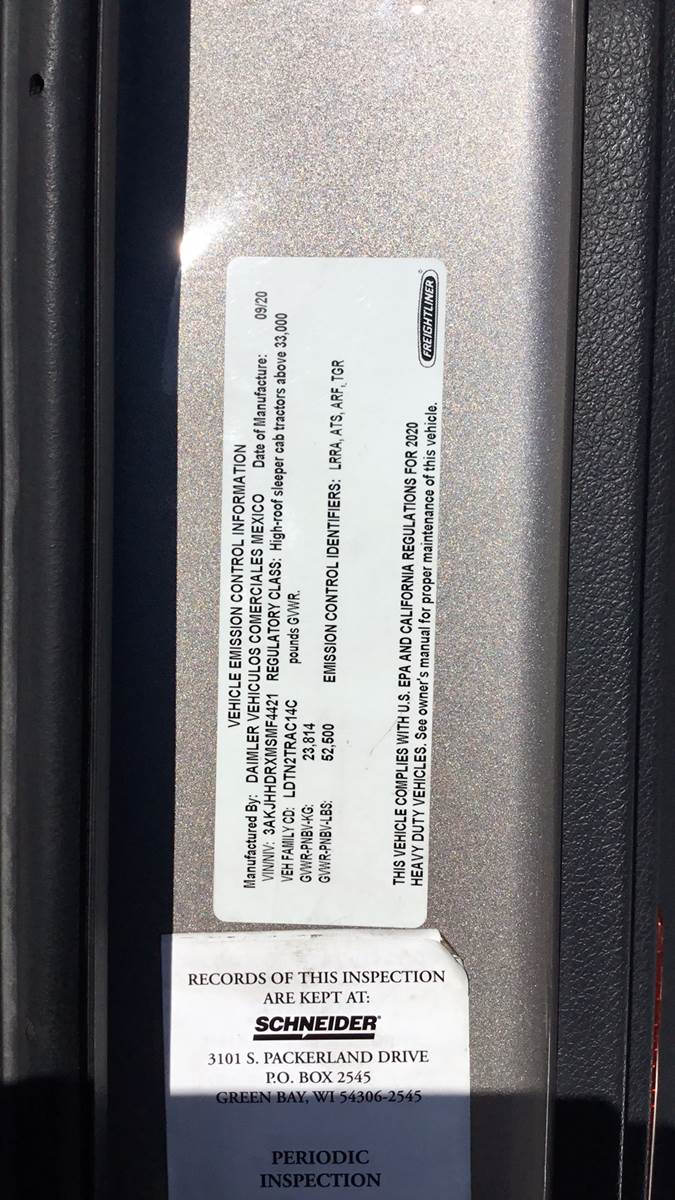 VEHICLE EMISSION CONTROL INFORMATION
Manufactured By: DAIMLER VEHICULOS COMERCIALES MEXICO Date of Manufacture: 09/20
VIN/NIV: 3AKJHHDRXMSMF4421 REGULATORY CLASS: High-roof sleeper cab tractors above 33,000
VEH FAMILY CD: LDTN2TRAC14C pounds GVWR.
GVWR-PNBV-KG: 23,814
GVWR-PNBV-LBS: 52,500 EMISSION CONTROL IDENTIFIERS: LRRA, ATS, ARF, TGR
THIS VEHICLE COMPLIES WITH U.S. EPA AND CALIFORNIA REGULATIONS FOR 2020
HEAVY DUTY VEHICLES. See owner's manual for proper maintenance of this vehicle.
FREIGHTLINER
RECORDS OF THIS INSPECTION
ARE KEPT AT:
SCHNEIDER
3101 S. PACKERLAND DRIVE
P.O. BOX 2545
GREEN BAY, WI 54306-2545
PERIODIC
INSPECTION